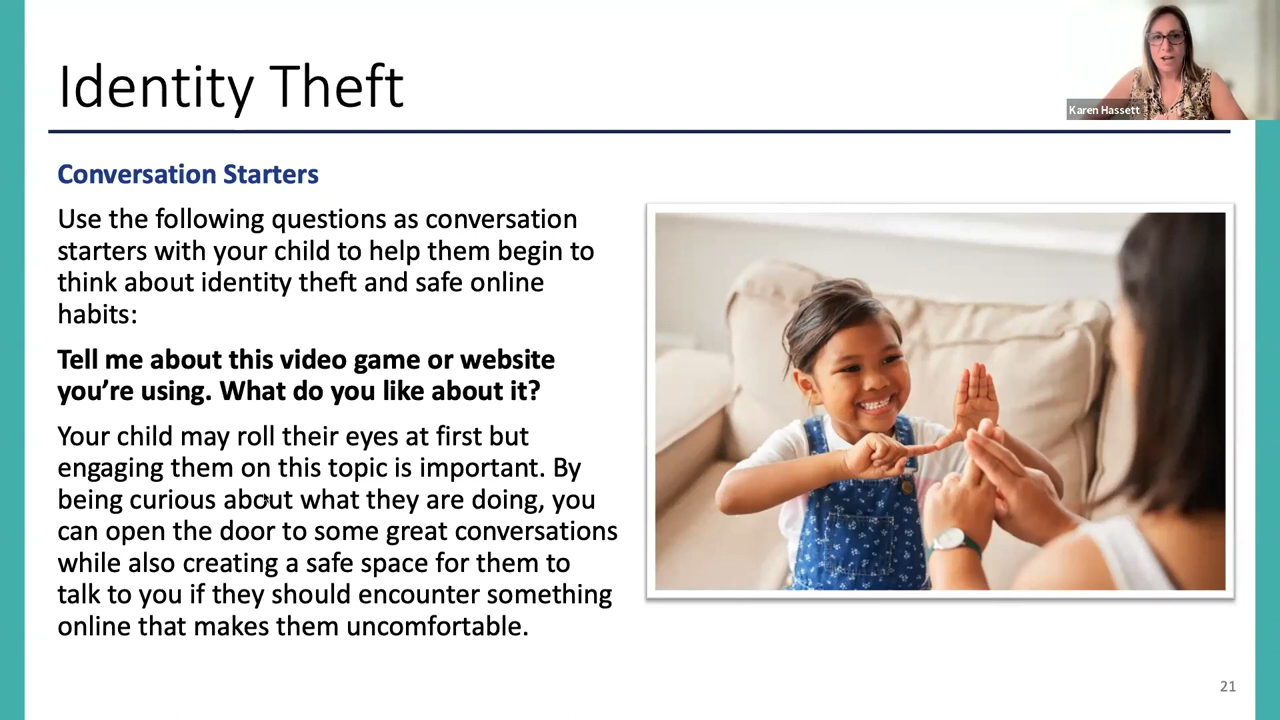 Identity Theft
Karen Hassett
Conversation Starters
Use the following questions as conversation
starters with your child to help them begin to
think about identity theft and safe online
habits:
Tell me about this video game or website
you’re using. What do you like about it?
Your child may roll their eyes at first but
engaging them on this topic is important. By
being curious about what they are doing, you
can open the door to some great conversations
while also creating a safe space for them to
talk to you if they should encounter something
online that makes them uncomfortable.
21